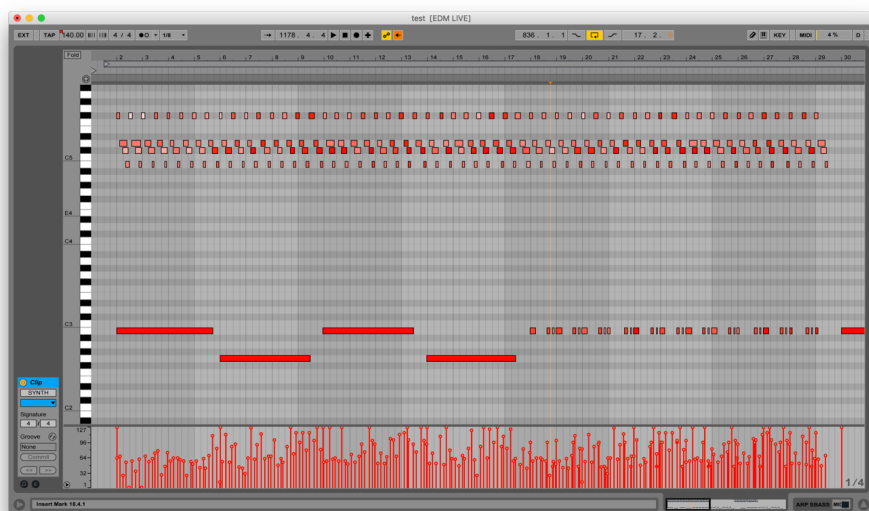 test [EDM LIVE]
EXT TAP 140.00 4 / 4 1/8 1178 . 4 . 4 836 . 1 . 1 17 . 2 . KEY MIDI 4 % D
Fold
2 3 4 5 6 7 8 9 10 11 12 13 14 15 16 17 18 19 20 21 22 23 24 25 26 27 28 29 30
C5
E4
C4
C3
C2
Clip
SYNTH
Signature
4 / 4
Groove
None
Commit
<< >>
127
96
64
32
1
1/4
Insert Mark 18.4.1
ARP SBASS